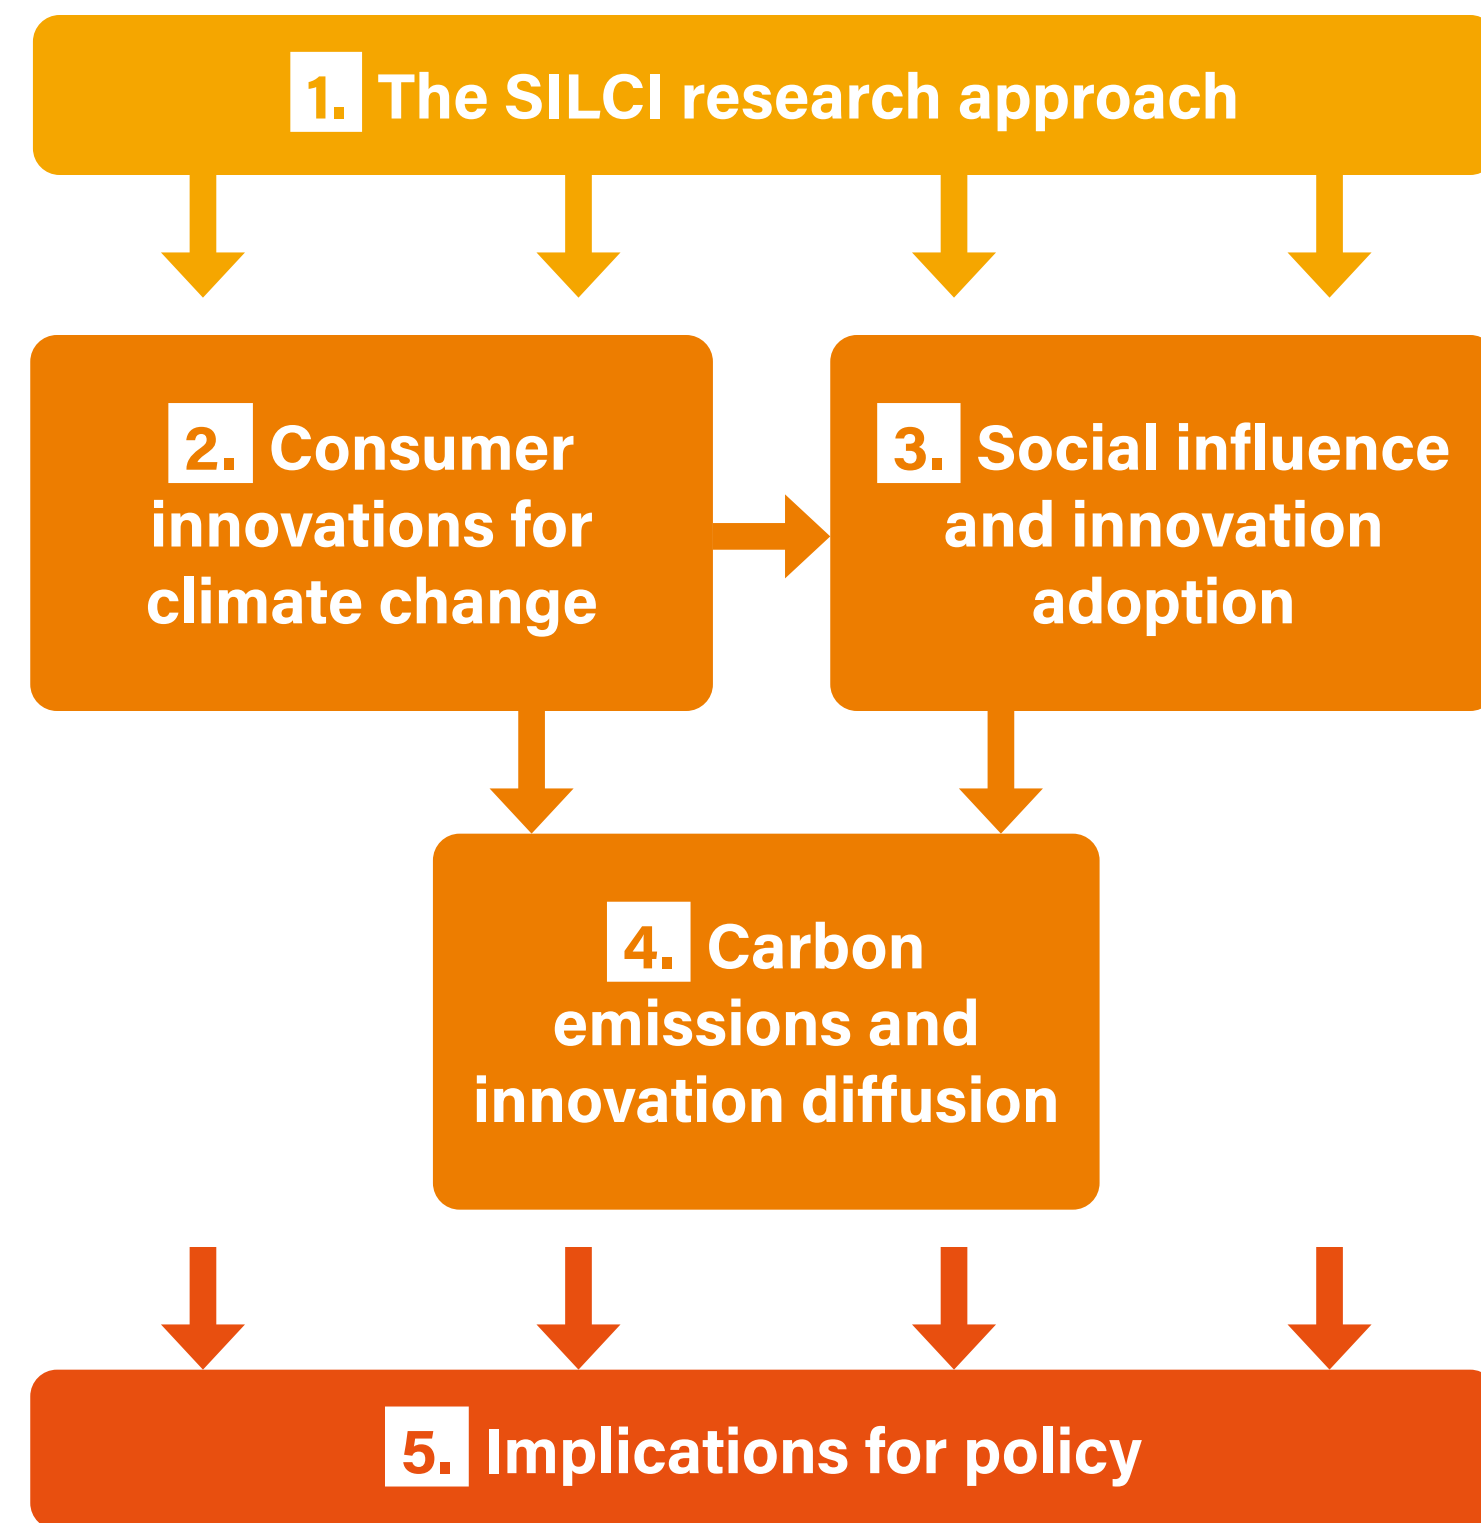 1. The SILCI research approach
2. Consumer
innovations for
climate change
3. Social influence
and innovation
adoption
4. Carbon
emissions and
innovation diffusion
5. Implications for policy